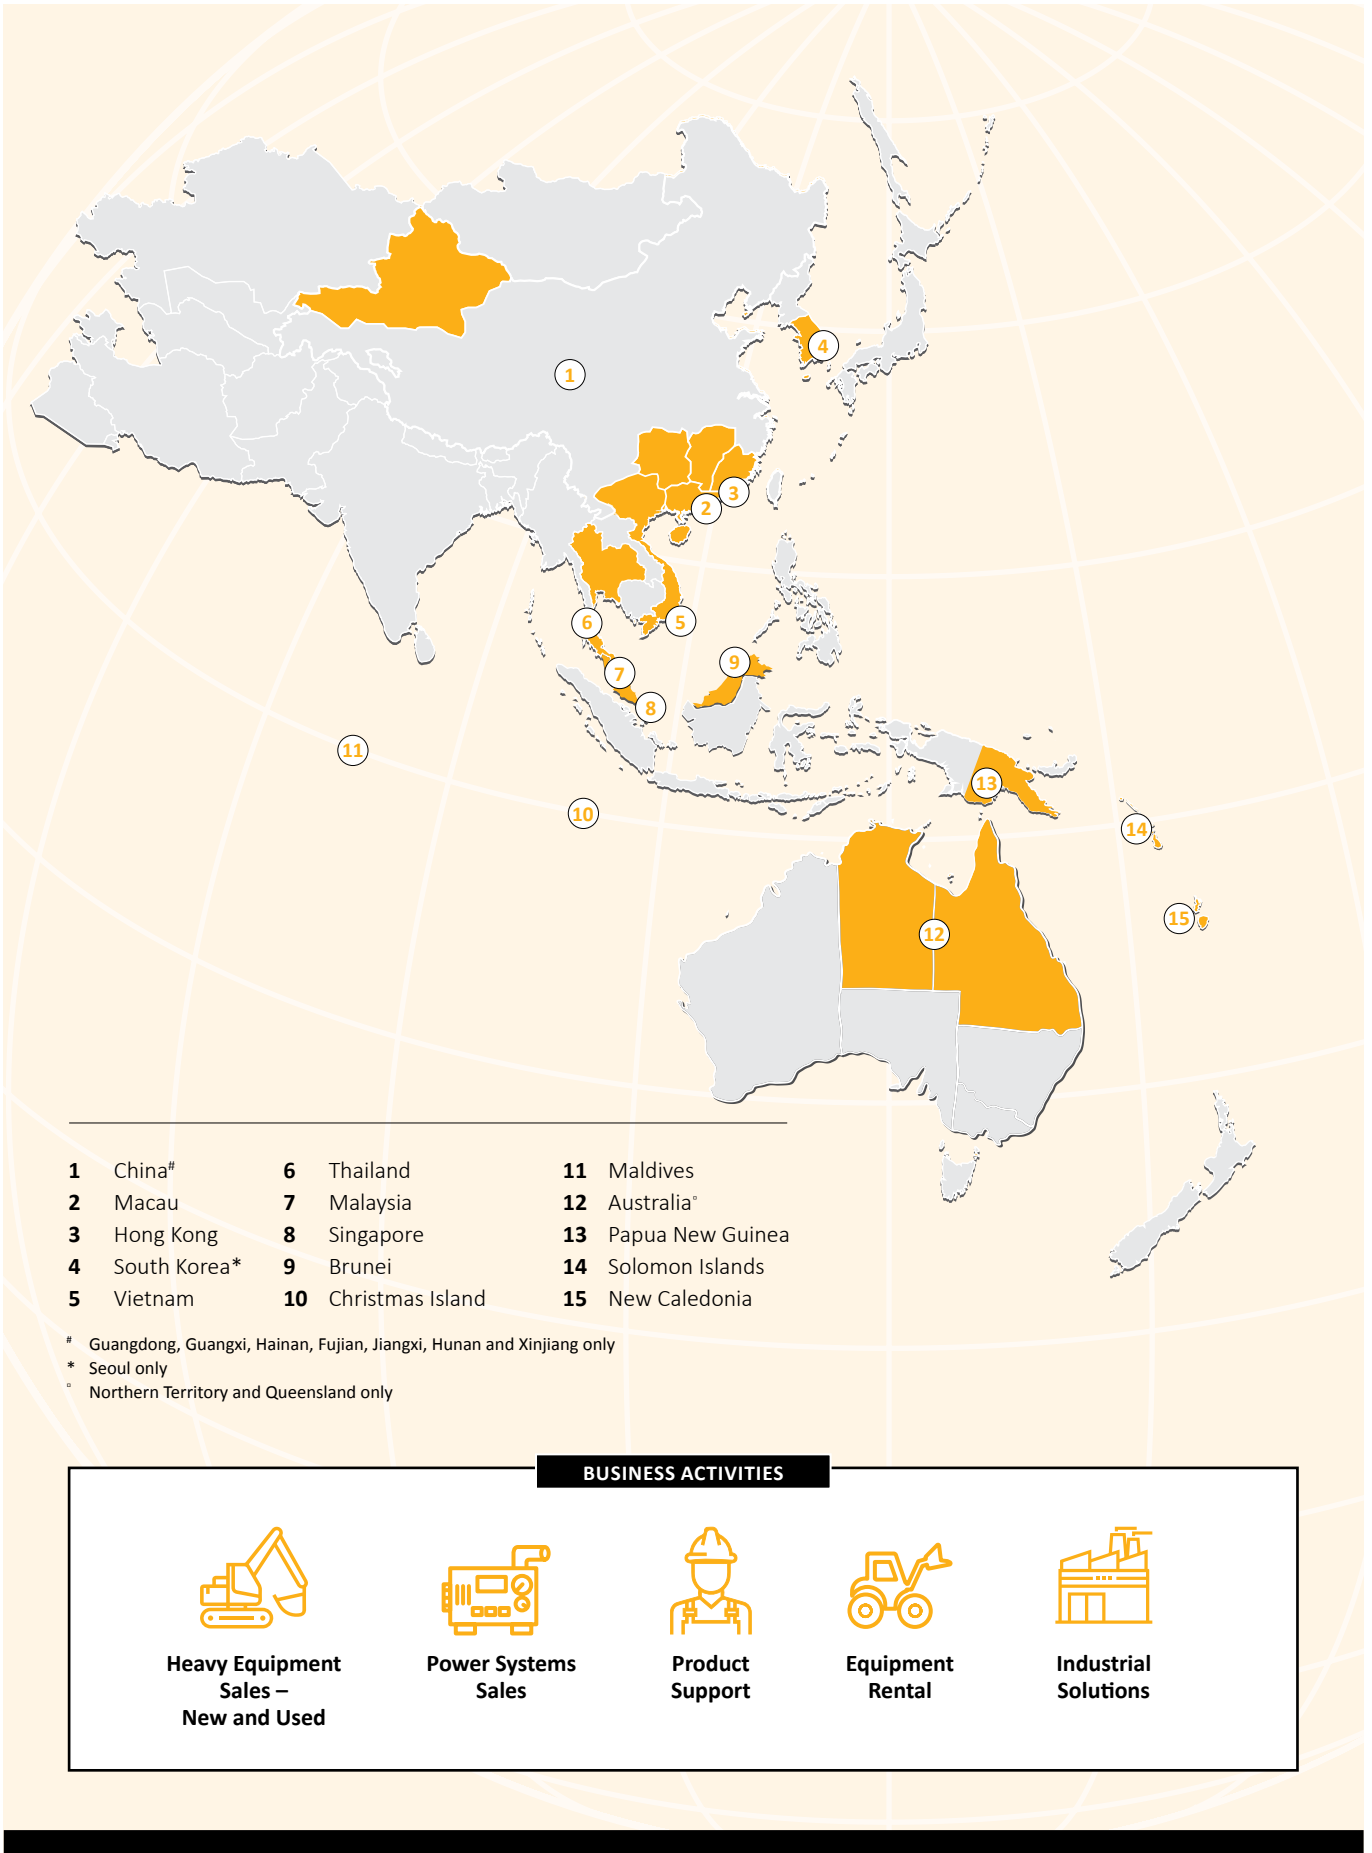 4
1
3
2
6
5
9
7
8
11
13
10
14
15
12
1 China#
2 Macau
3 Hong Kong
4 South Korea*
5 Vietnam
6 Thailand
7 Malaysia
8 Singapore
9 Brunei
10 Christmas Island
11 Maldives
12 Australia▫
13 Papua New Guinea
14 Solomon Islands
15 New Caledonia
# Guangdong, Guangxi, Hainan, Fujian, Jiangxi, Hunan and Xinjiang only
* Seoul only
▫ Northern Territory and Queensland only
BUSINESS ACTIVITIES
Heavy Equipment
Sales –
New and Used
Power Systems
Sales
Product
Support
Equipment
Rental
Industrial
Solutions